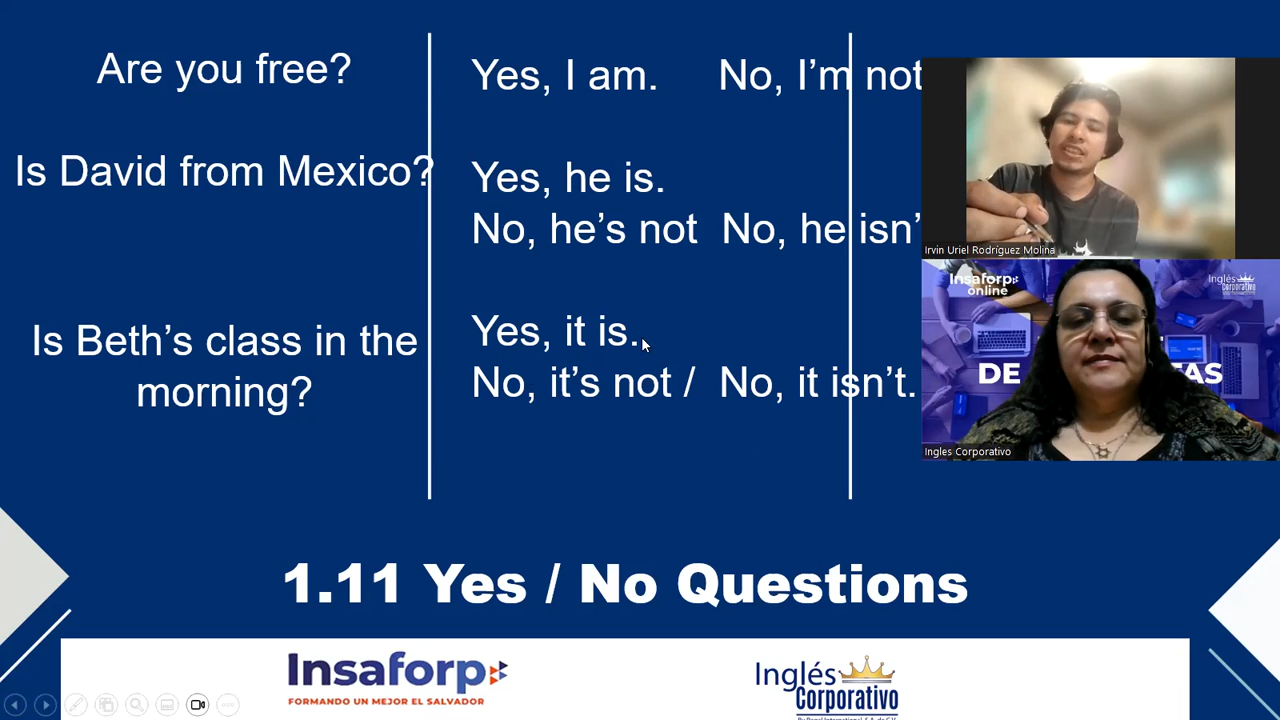 Are you free?
Yes, I am. No, I'm not
Is David from Mexico?
Yes, he is.
No, he's not No, he isn'
Is Beth's class in the
morning?
Yes, it is.
No, it's not / No, it isn't.
1.11 Yes / No Questions
Insaforp
FORMANDO UN MEJOR EL SALVADOR
Inglés
Corporativo
Irvin Uriel Rodríguez Molina
Insaforp
online
Inglés
Corporativo
DE
AS
Ingles Corporativo